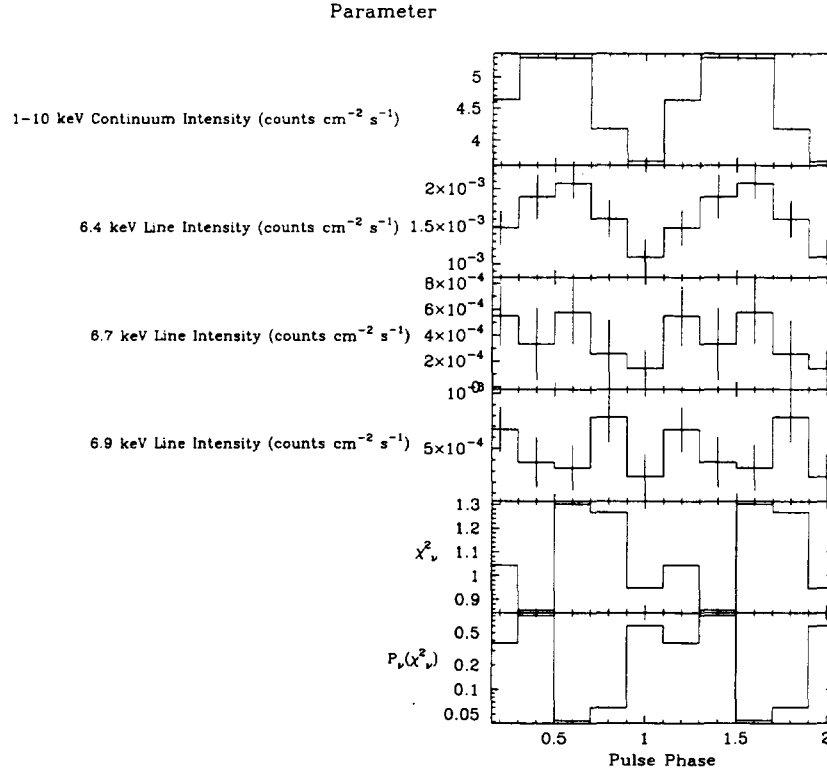 Parameter
5
4.5
4
1−10 keV Continuum Intensity (counts cm⁻² s⁻¹)
2×10⁻³
1.5×10⁻³
10⁻³
6.4 keV Line Intensity (counts cm⁻² s⁻¹)
8×10⁻⁴
6×10⁻⁴
4×10⁻⁴
2×10⁻⁴
6.7 keV Line Intensity (counts cm⁻² s⁻¹)
5×10⁻⁴
6.9 keV Line Intensity (counts cm⁻² s⁻¹)
1.3
1.2
1.1
1
0.9
χ²ᵥ
0.5
0.2
0.1
0.05
Pᵥ(χ²ᵥ)
0.5 1 1.5 2
Pulse Phase